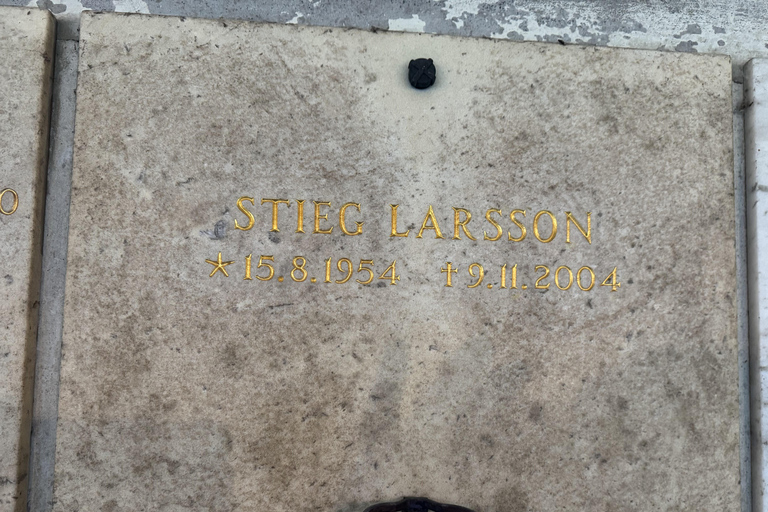 STIEG LARSSON
* 15.8.1954 † 9.11.2004